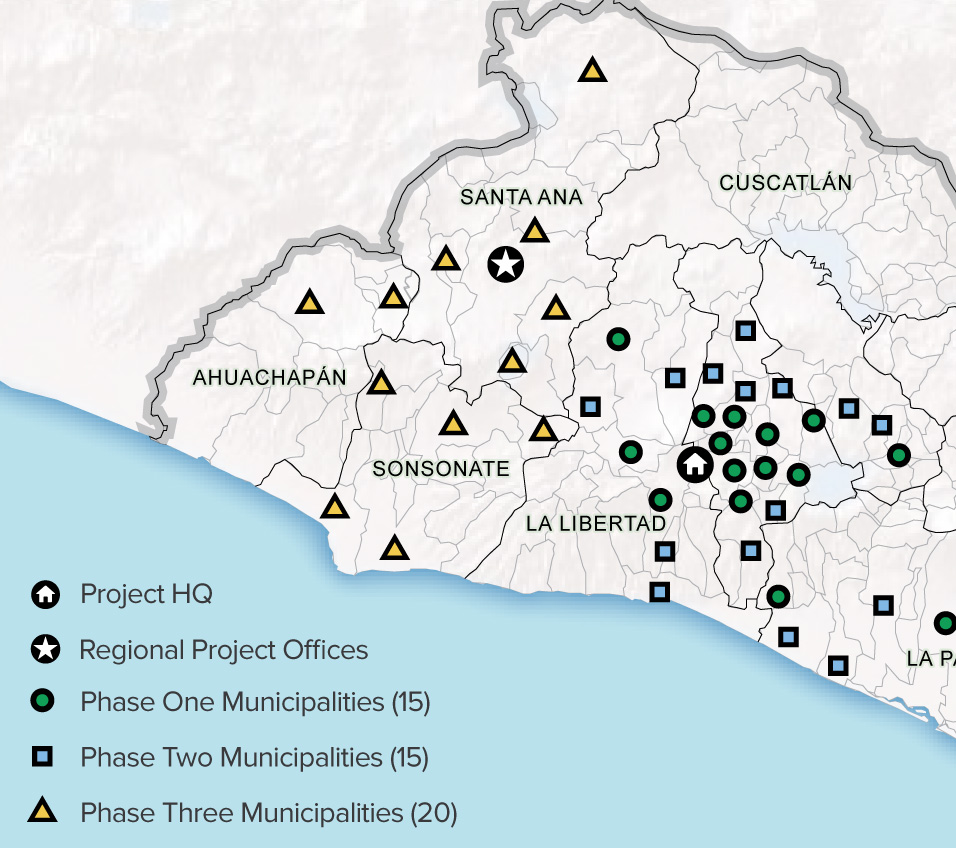 SANTA ANA
CUSCATLÁN
AHUACHAPÁN
SONSONATE
LA LIBERTAD
LA PA
Project HQ
Regional Project Offices
Phase One Municipalities (15)
Phase Two Municipalities (15)
Phase Three Municipalities (20)